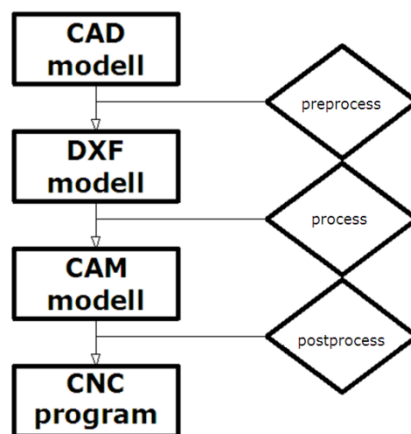 CAD
modell
preprocess
DXF
modell
process
CAM
modell
postprocess
CNC
program